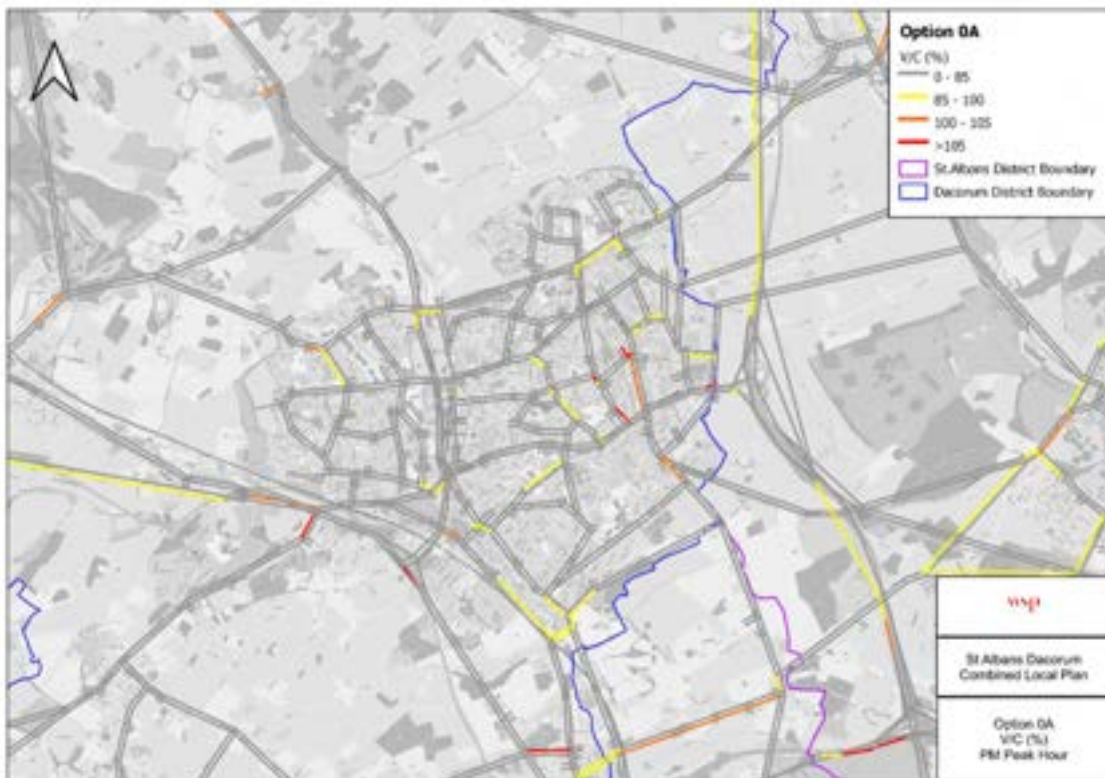 Option 0A
V/C (%)
0 - 85
85 - 100
100 - 105
>105
St.Albans District Boundary
Dacorum District Boundary
wsp
St Albans Dacorum
Combined Local Plan
Option 0A
V/C (%)
PM Peak Hour